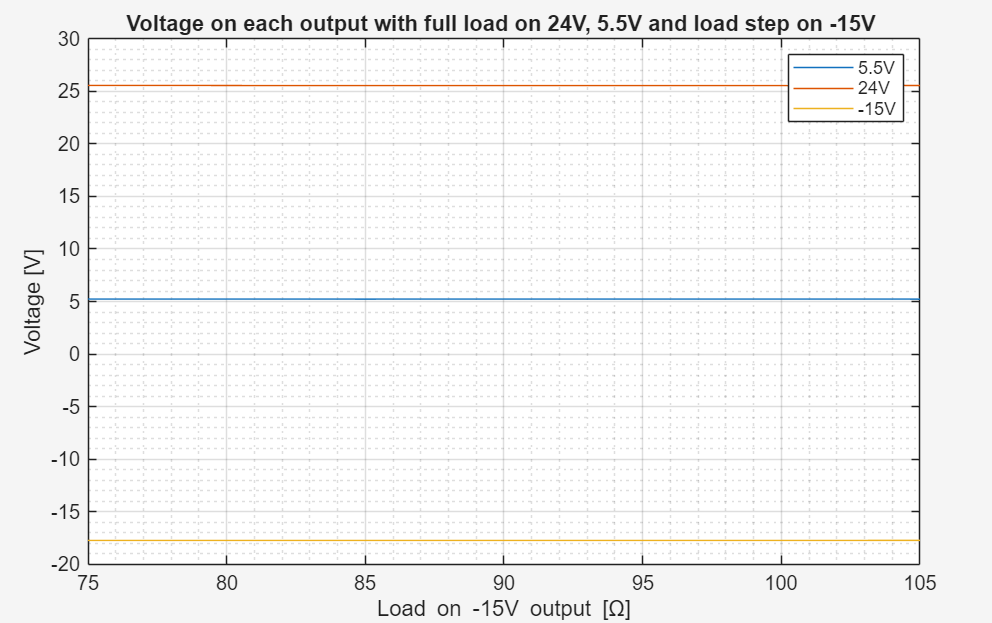 Voltage on each output with full load on 24V, 5.5V and load step on -15V
30
25
20
15
10
5
0
-5
-10
-15
-20
Voltage [V]
5.5V
24V
-15V
75 80 85 90 95 100 105
Load on -15V output [Ω]